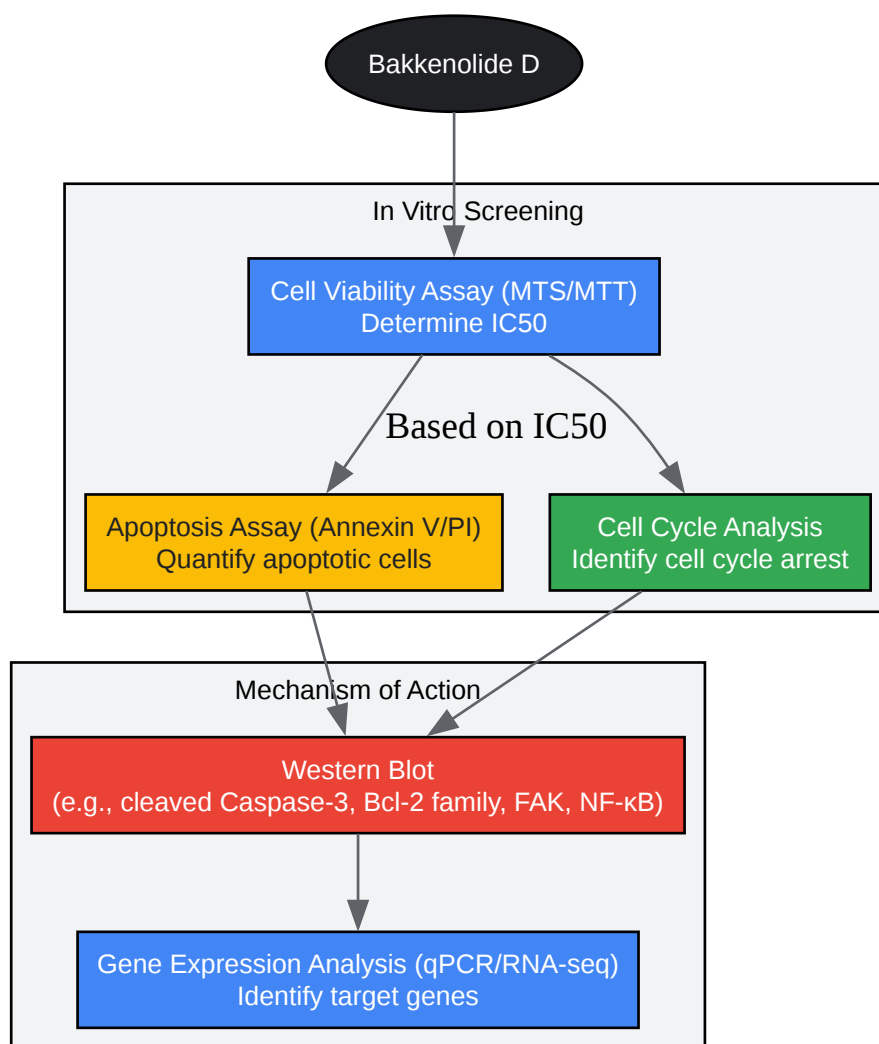 Bakkenolide D
In Vitro Screening
Cell Viability Assay (MTS/MTT)
Determine IC50
Based on IC50
Apoptosis Assay (Annexin V/PI)
Quantify apoptotic cells
Cell Cycle Analysis
Identify cell cycle arrest
Mechanism of Action
Western Blot
(e.g., cleaved Caspase-3, Bcl-2 family, FAK, NF-κB)
Gene Expression Analysis (qPCR/RNA-seq)
Identify target genes